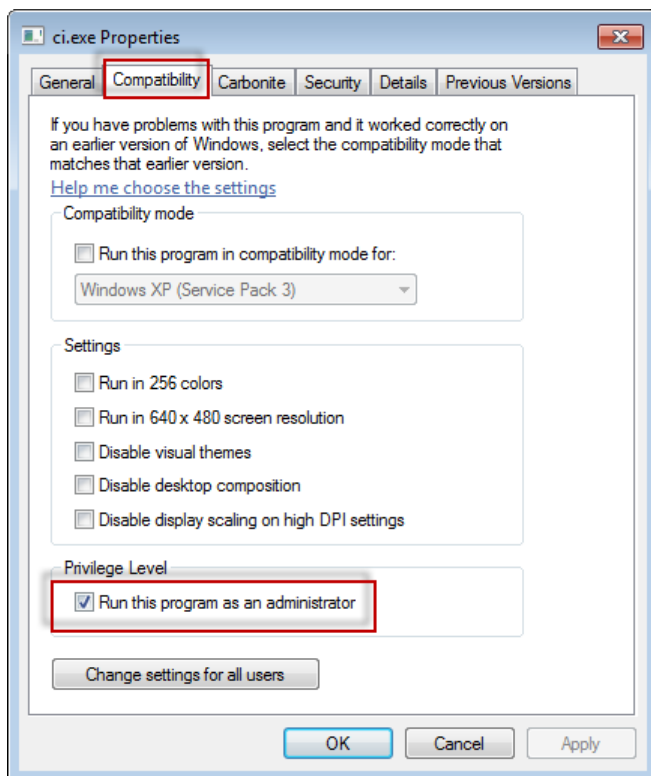 ci.exe Properties
General Compatibility Carbonite Security Details Previous Versions
If you have problems with this program and it worked correctly on
an earlier version of Windows, select the compatibility mode that
matches that earlier version.
Help me choose the settings
Compatibility mode
Run this program in compatibility mode for:
Windows XP (Service Pack 3)
Settings
Run in 256 colors
Run in 640 x 480 screen resolution
Disable visual themes
Disable desktop composition
Disable display scaling on high DPI settings
Privilege Level
Run this program as an administrator
Change settings for all users
OK Cancel Apply